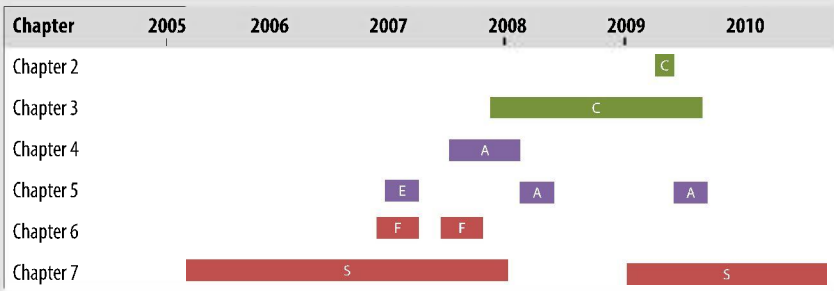 Chapter 2005 2006 2007 2008 2009 2010
Chapter 2 C
Chapter 3 C
Chapter 4 A
Chapter 5 E A A
Chapter 6 F F
Chapter 7 S S